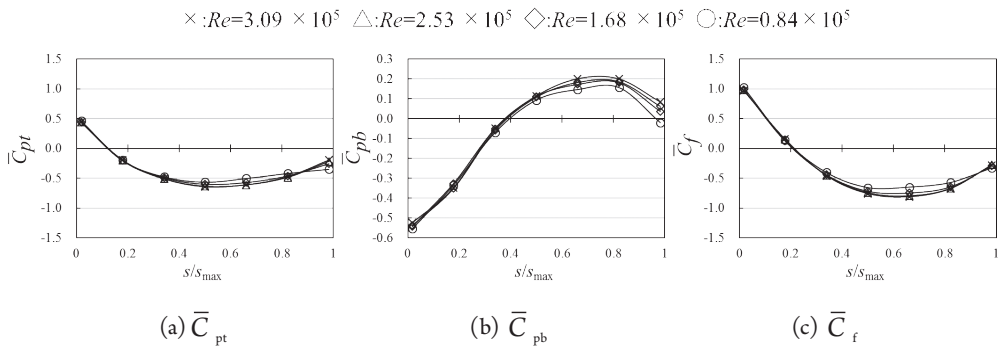 ×:Re=3.09 ×10⁵ △:Re=2.53 ×10⁵ ◇:Re=1.68 ×10⁵ ○:Re=0.84 ×10⁵
1.5
1.0
0.5
0.0
-0.5
-1.0
-1.5
C̅pt
0 0.2 0.4 0.6 0.8 1
s/smax
0.3
0.2
0.1
0.0
-0.1
-0.2
-0.3
-0.4
-0.5
-0.6
C̅pb
0 0.2 0.4 0.6 0.8 1
s/smax
1.5
1.0
0.5
0.0
-0.5
-1.0
-1.5
C̅f
0 0.2 0.4 0.6 0.8 1
s/smax
(a) C̅ pt
(b) C̅ pb
(c) C̅ f